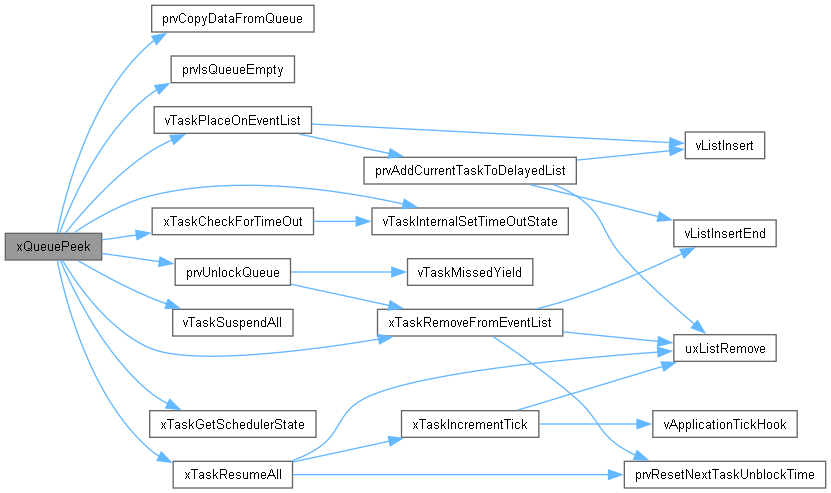 prvCopyDataFromQueue
prvIsQueueEmpty
vTaskPlaceOnEventList
vListInsert
prvAddCurrentTaskToDelayedList
xTaskCheckForTimeOut
vTaskInternalSetTimeOutState
vListInsertEnd
xQueuePeek
prvUnlockQueue
vTaskMissedYield
vTaskSuspendAll
xTaskRemoveFromEventList
uxListRemove
xTaskGetSchedulerState
xTaskIncrementTick
vApplicationTickHook
xTaskResumeAll
prvResetNextTaskUnblockTime